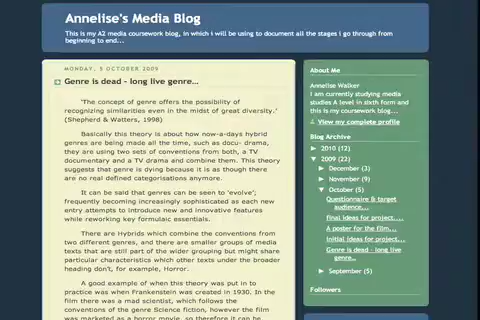 Annelise's Media Blog
This is my A2 media coursework blog, in which i will be using to document all the stages i go through from
beginning to end...
MONDAY, 5 OCTOBER 2009
Genre is dead - long live genre...
'The concept of genre offers the possibility of
recognizing similarities even in the midst of great diversity.'
(Shepherd & Watters, 1998)
Basically this theory is about how now-a-days hybrid
genres are being made all the time, such as docu- drama,
they are using two sets of conventions from both, a TV
documentary and a TV drama and combine them. This theory
suggests that genre is dying because it is as though there
are no real defined categorisations anymore.
It can be said that genres can be seen to 'evolve';
frequently becoming increasingly sophisticated as each new
entry attempts to introduce new and innovative features
while reworking key formulaic essentials.
There are Hybrids which combine the conventions from
two different genres, and there are smaller groups of media
texts that are still part of the wider grouping but might share
particular characteristics which other texts under the broader
heading don't, for example, Horror.
A good example of when this theory was put in to
practice was when Frankenstein was created in 1930. In the
film there was a mad scientist, which follows the
conventions of the genre Science fiction, however the film
was marketed as a horror movie, so therefore it can be
About Me
Annelise Walker
I am currently studying media
studies A level in sixth form and
this is my coursework blog...
View my complete profile
Blog Archive
► 2010 (12)
▼ 2009 (22)
► December (3)
► November (9)
▼ October (5)
Questionnaire & target
audience...
Final ideas for project....
A poster for the film...
Initial ideas for project...
Genre is dead - long live
genre..
► September (5)
Followers